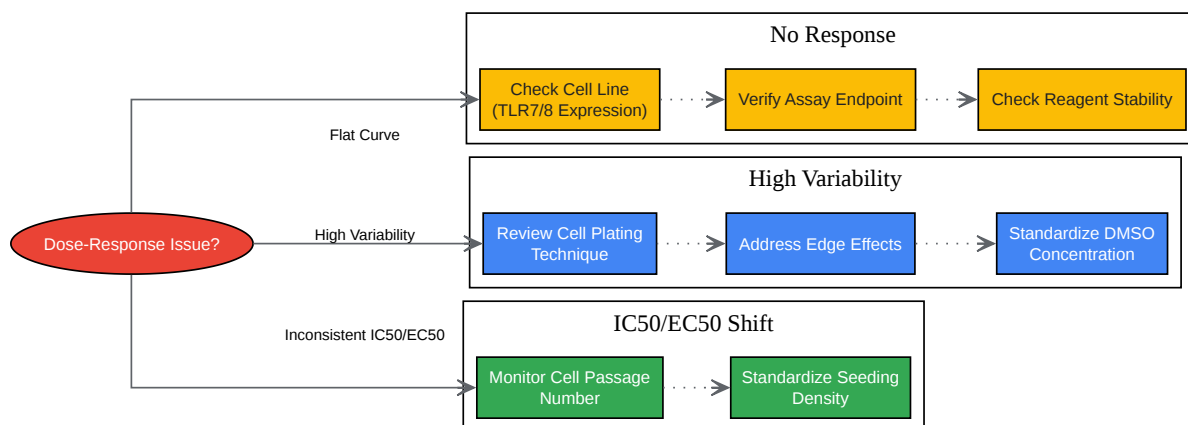 No Response
Check Cell Line
(TLR7/8 Expression)
Verify Assay Endpoint
Check Reagent Stability
Flat Curve
High Variability
Dose-Response Issue?
High Variability
Review Cell Plating
Technique
Address Edge Effects
Standardize DMSO
Concentration
IC50/EC50 Shift
Inconsistent IC50/EC50
Monitor Cell Passage
Number
Standardize Seeding
Density